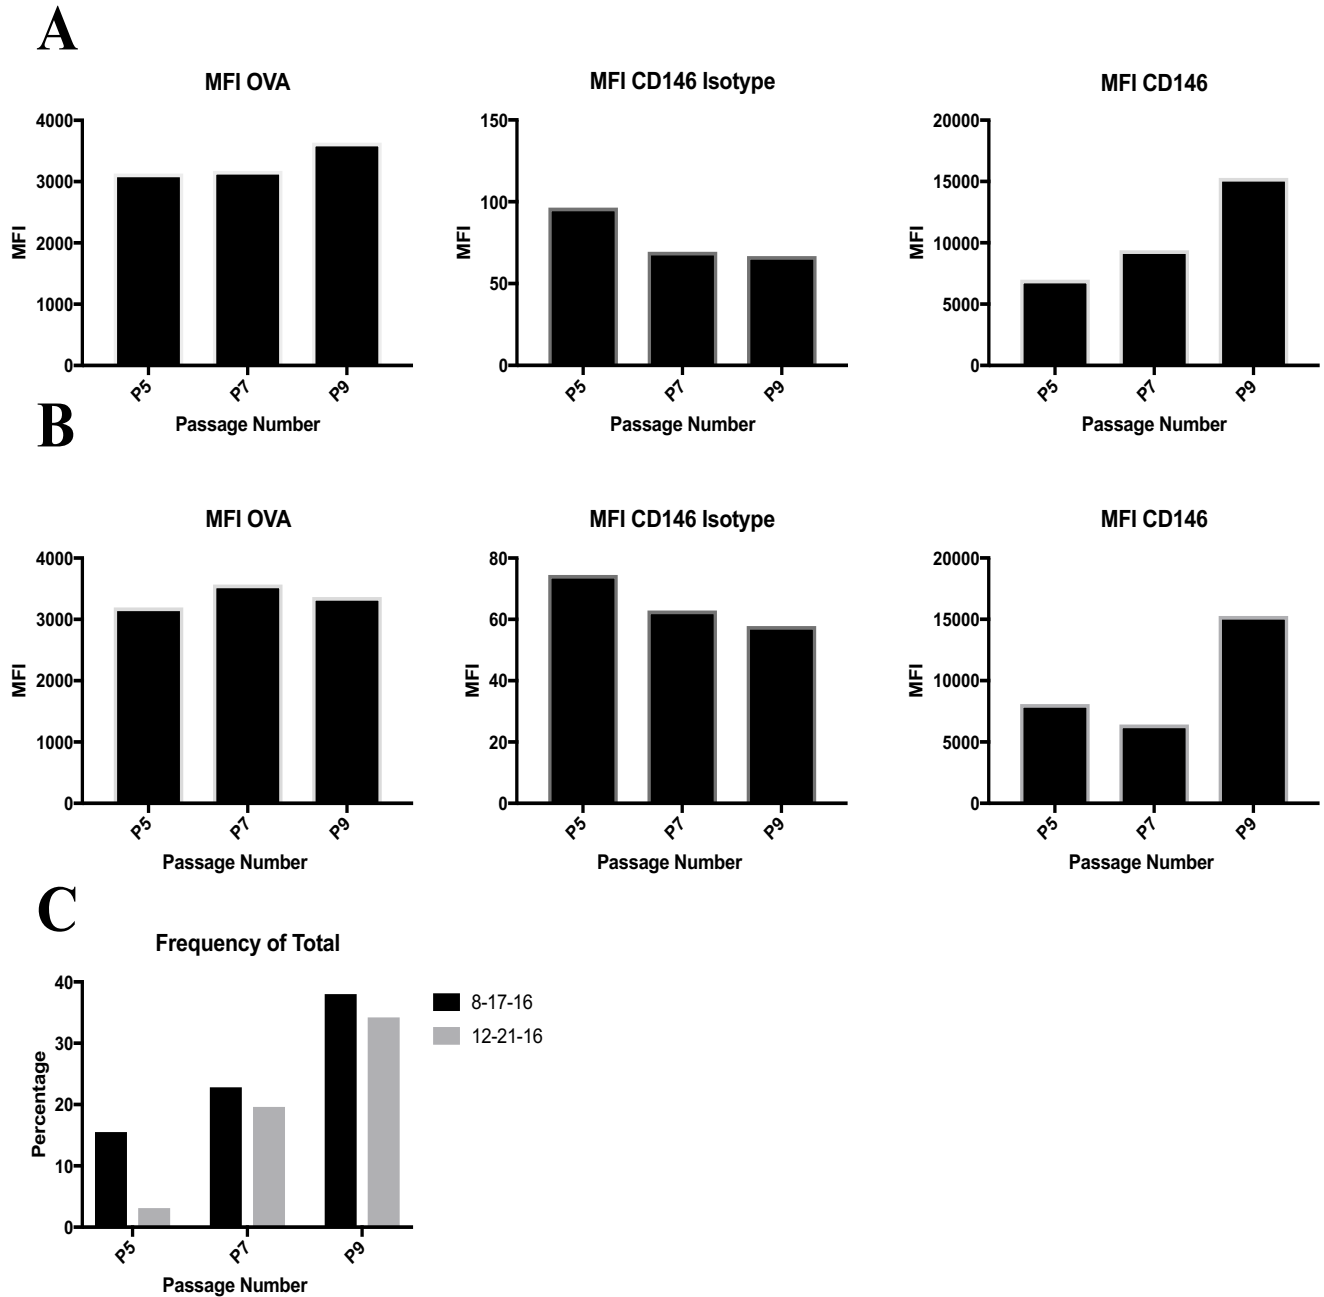 A
MFI OVA
4000
3000
2000
1000
0
MFI
P5 P7 P9
Passage Number
MFI CD146 Isotype
150
100
50
0
MFI
P5 P7 P9
Passage Number
MFI CD146
20000
15000
10000
5000
0
MFI
P5 P7 P9
Passage Number
B
MFI OVA
4000
3000
2000
1000
0
MFI
P5 P7 P9
Passage Number
MFI CD146 Isotype
80
60
40
20
0
MFI
P5 P7 P9
Passage Number
MFI CD146
20000
15000
10000
5000
0
MFI
P5 P7 P9
Passage Number
C
Frequency of Total
40
30
20
10
0
Percentage
P5 P7 P9
Passage Number
8-17-16
12-21-16